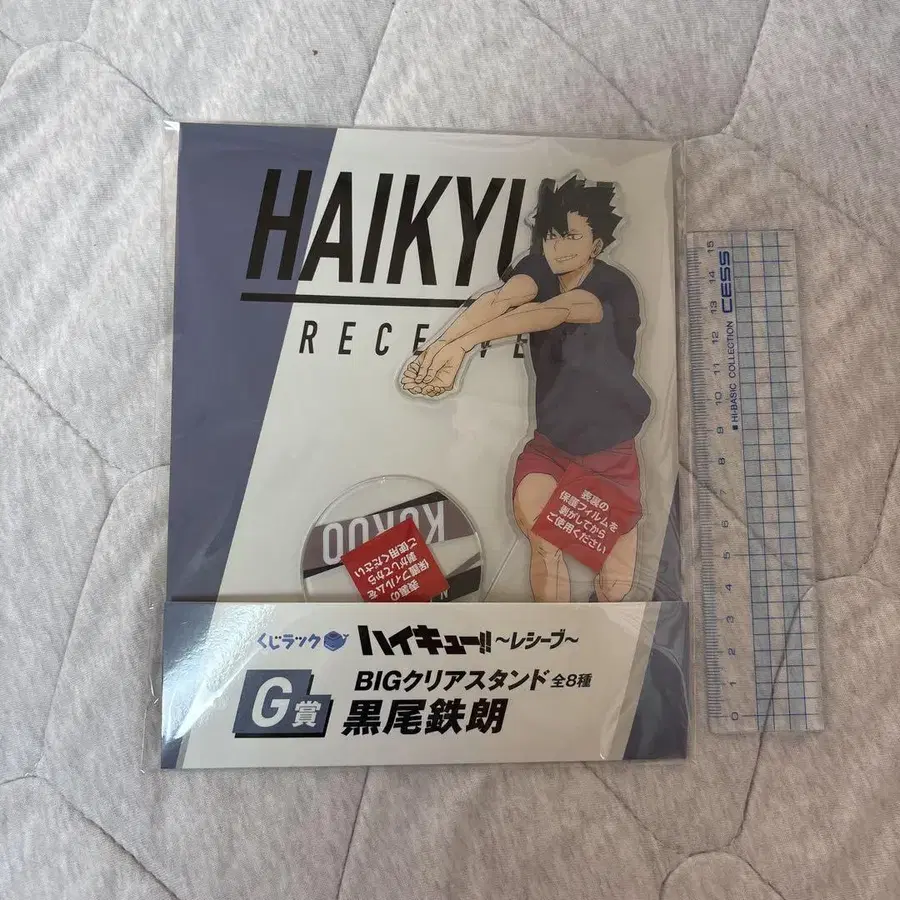 HAIKYU
RECE VE
表裏の
保護フィルムを
剥がしてから
ご使用ください
KUROO
表裏の
保護フィルムを
剥がしてから
ご使用ください
くじラック
ハイキュー!! ～レシーブ～
G賞
BIGクリアスタンド 全8種
黒尾鉄朗
0 1 2 3 4 5 6 7 8 9 10 11 12 13 14 15
■ HI-BASIC COLLECTION CESS